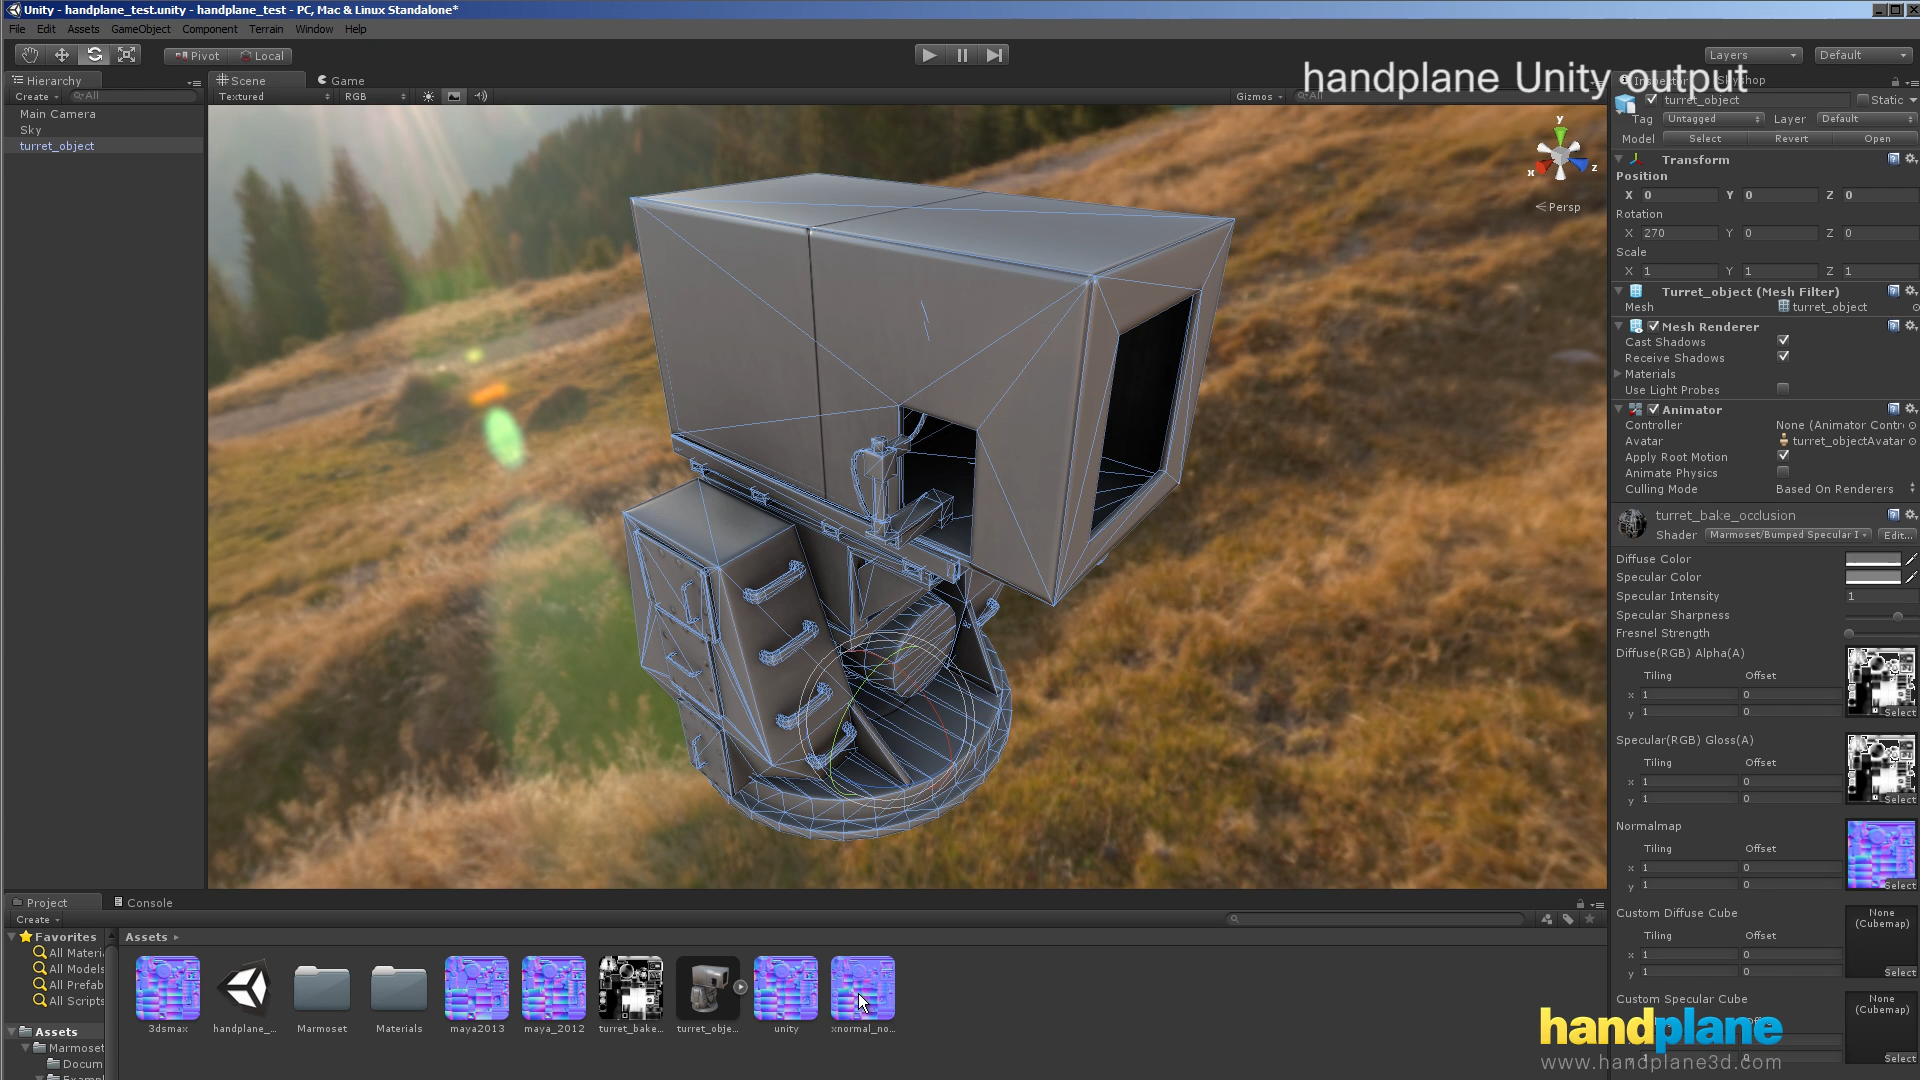 Unity - handplane_test.unity - handplane_test - PC, Mac & Linux Standalone*
File Edit Assets GameObject Component Terrain Window Help
Pivot Local
Layers Default
Hierarchy
Create All
Main Camera
Sky
turret_object
Scene Game
Textured RGB Gizmos All
handplane Unity output
y
x z
Persp
turret_object Static
Tag Untagged Layer Default
Model Select Revert Open
Transform
Position
X 0 Y 0 Z 0
Rotation
X 270 Y 0 Z 0
Scale
X 1 Y 1 Z 1
Turret_object (Mesh Filter)
Mesh turret_object
Mesh Renderer
Cast Shadows
Receive Shadows
Materials
Use Light Probes
Animator
Controller None (Animator Contr
Avatar turret_objectAvatar
Apply Root Motion
Animate Physics
Culling Mode Based On Renderers
turret_bake_occlusion
Shader Marmoset/Bumped Specular I Edit...
Diffuse Color
Specular Color
Specular Intensity 1
Specular Sharpness
Fresnel Strength
Diffuse(RGB) Alpha(A)
Tiling Offset
x 1 0
y 1 0
Select
Specular(RGB) Gloss(A)
Tiling Offset
x 1 0
y 1 0
Select
Normalmap
Tiling Offset
x 1 0
y 1 0
Select
Custom Diffuse Cube
None (Cubemap)
Tiling Offset
x 1 0
y 1 0
Select
Custom Specular Cube
None (Cubemap)
Select
Project Console
Create
Favorites
All Materi
All Models
All Prefab
All Scripts
Assets
Marmoset
Docum
Assets
3dsmax
handplane_...
Marmoset
Materials
maya2013
maya_2012
turret_bake...
turret_obje...
unity
xnormal_no...
handplane
www.handplane3d.com